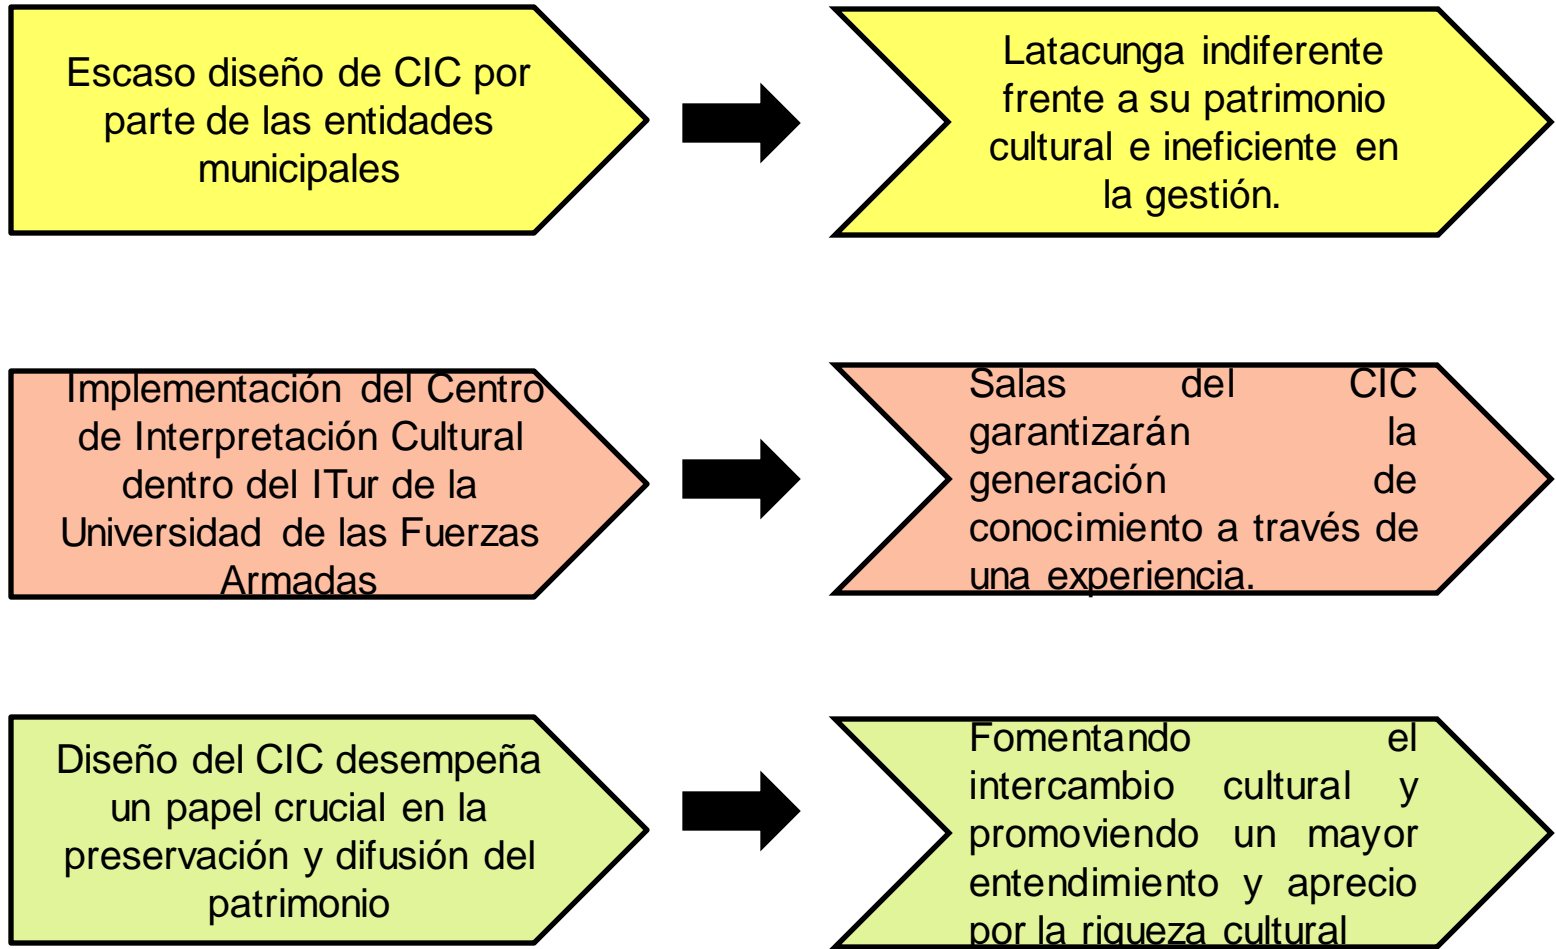 Escaso diseño de CIC por
parte de las entidades
municipales
Latacunga indiferente
frente a su patrimonio
cultural e ineficiente en
la gestión.
Implementación del Centro
de Interpretación Cultural
dentro del ITur de la
Universidad de las Fuerzas
Armadas
Salas del CIC
garantizarán la
generación de
conocimiento a través de
una experiencia.
Diseño del CIC desempeña
un papel crucial en la
preservación y difusión del
patrimonio
Fomentando el
intercambio cultural y
promoviendo un mayor
entendimiento y aprecio
por la riqueza cultural